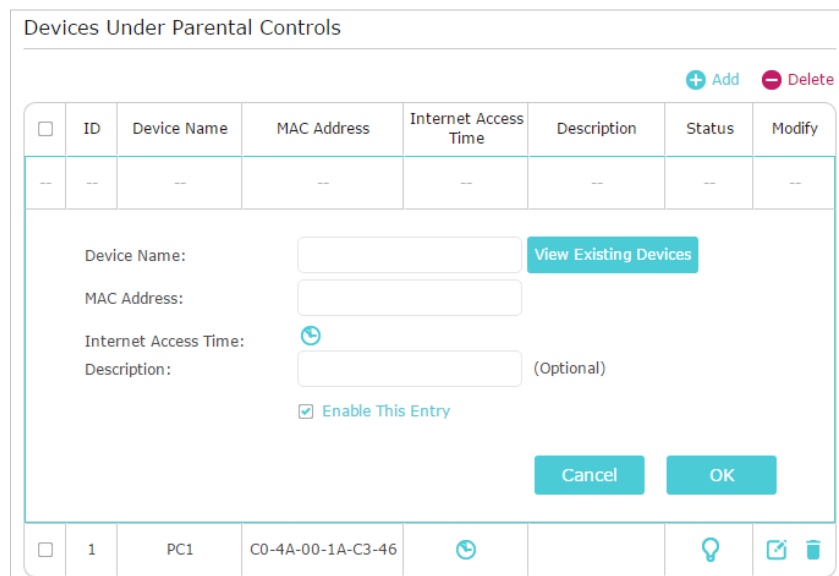 Devices Under Parental Controls
Add Delete
ID Device Name MAC Address Internet Access Time Description Status Modify
-- -- -- -- -- -- -- --
Device Name: View Existing Devices
MAC Address:
Internet Access Time:
Description: (Optional)
Enable This Entry
Cancel OK
1 PC1 C0-4A-00-1A-C3-46